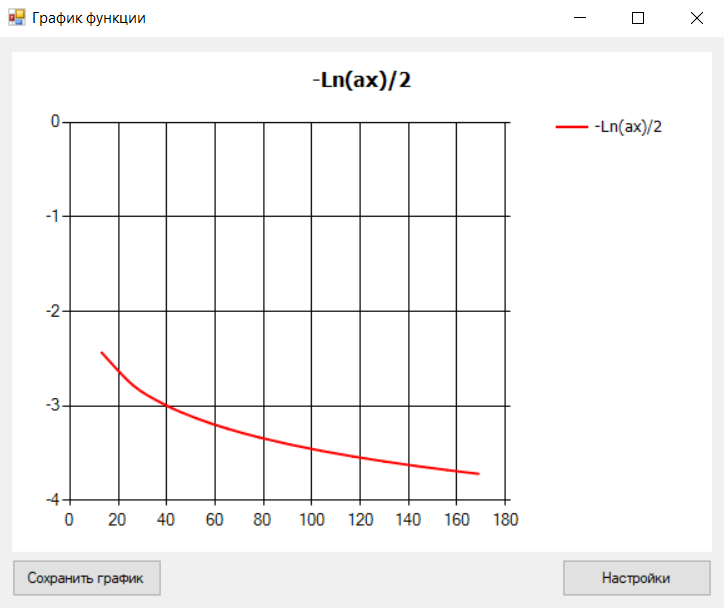 График функции
-Ln(ax)/2
-Ln(ax)/2
0
-1
-2
-3
-4
0 20 40 60 80 100 120 140 160 180
Сохранить график
Настройки